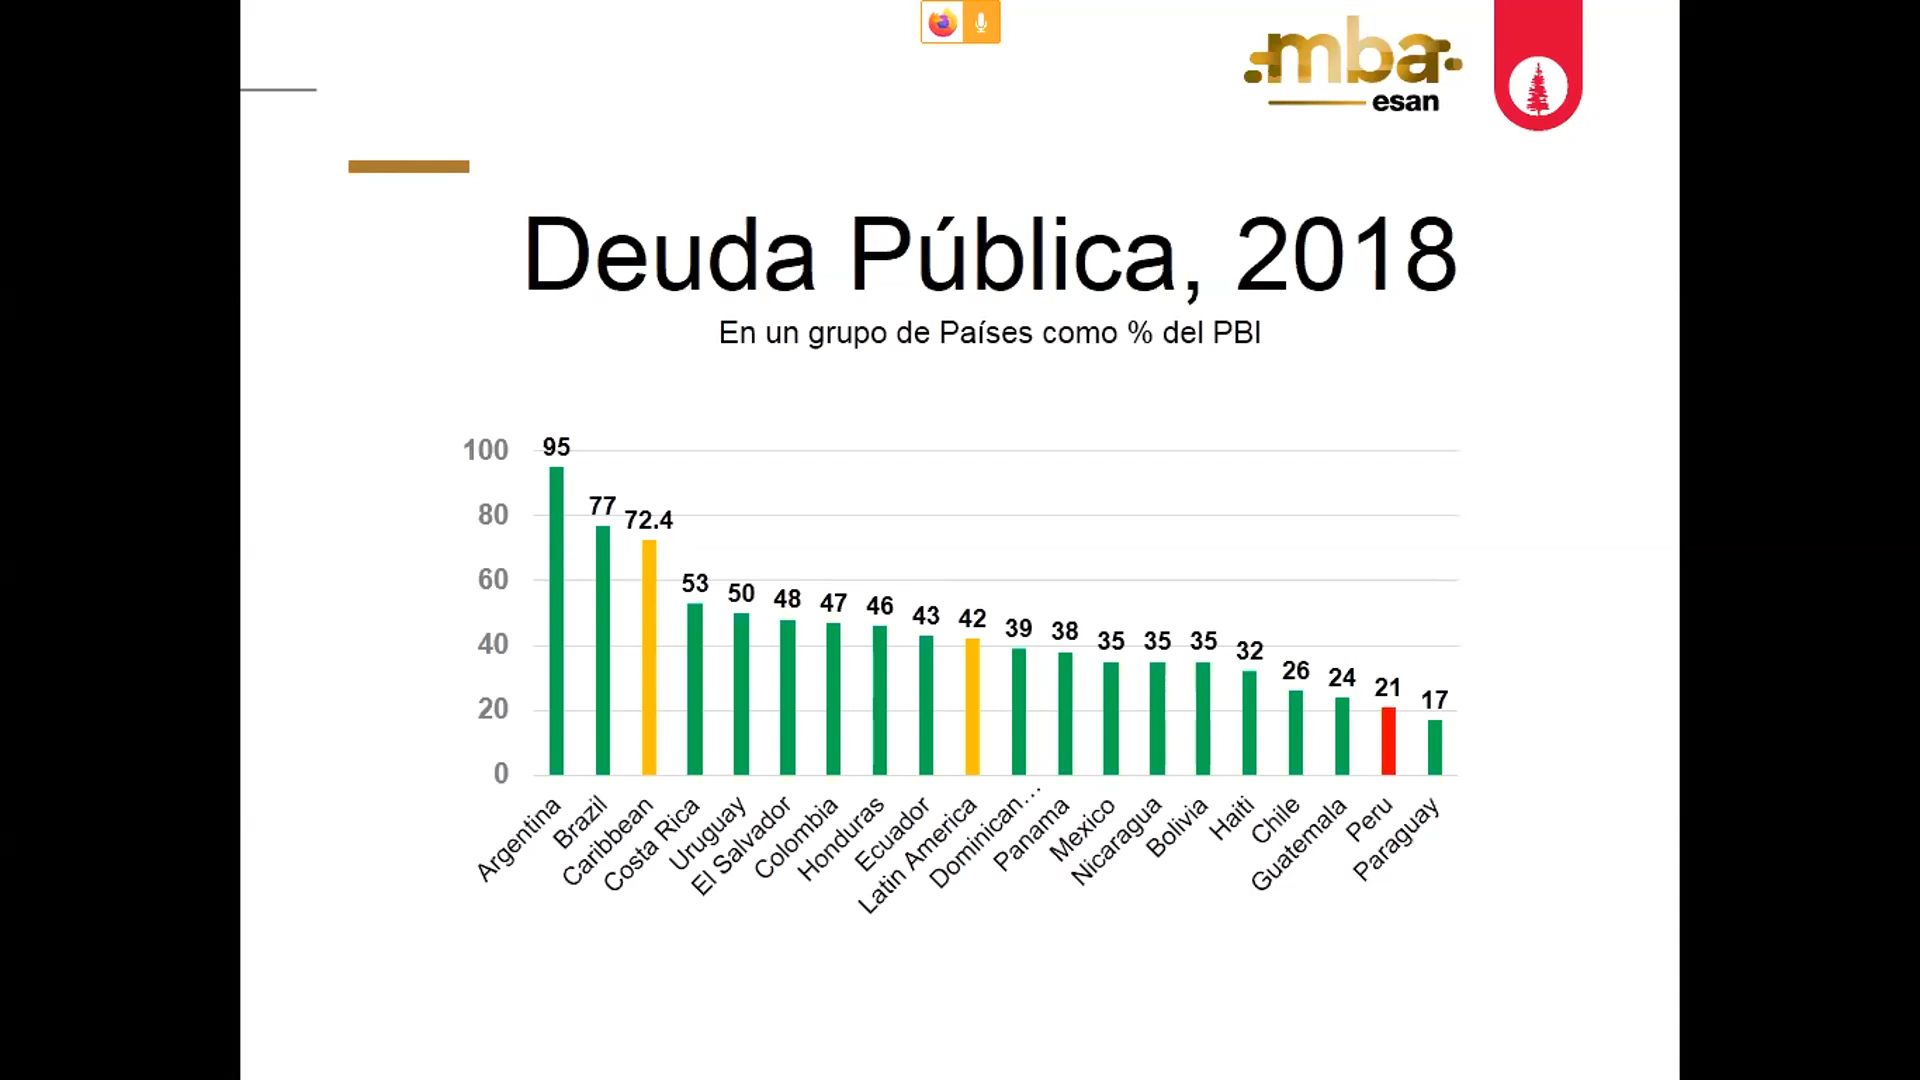 mba
esan
Deuda Pública, 2018
En un grupo de Países como % del PBI
100
80
60
40
20
0
95
77
72.4
53
50
48
47
46
43
42
39
38
35
35
35
32
26
24
21
17
Argentina
Brazil
Caribbean
Costa Rica
Uruguay
El Salvador
Colombia
Honduras
Ecuador
Latin America
Dominican...
Panama
Mexico
Nicaragua
Bolivia
Haiti
Chile
Guatemala
Peru
Paraguay